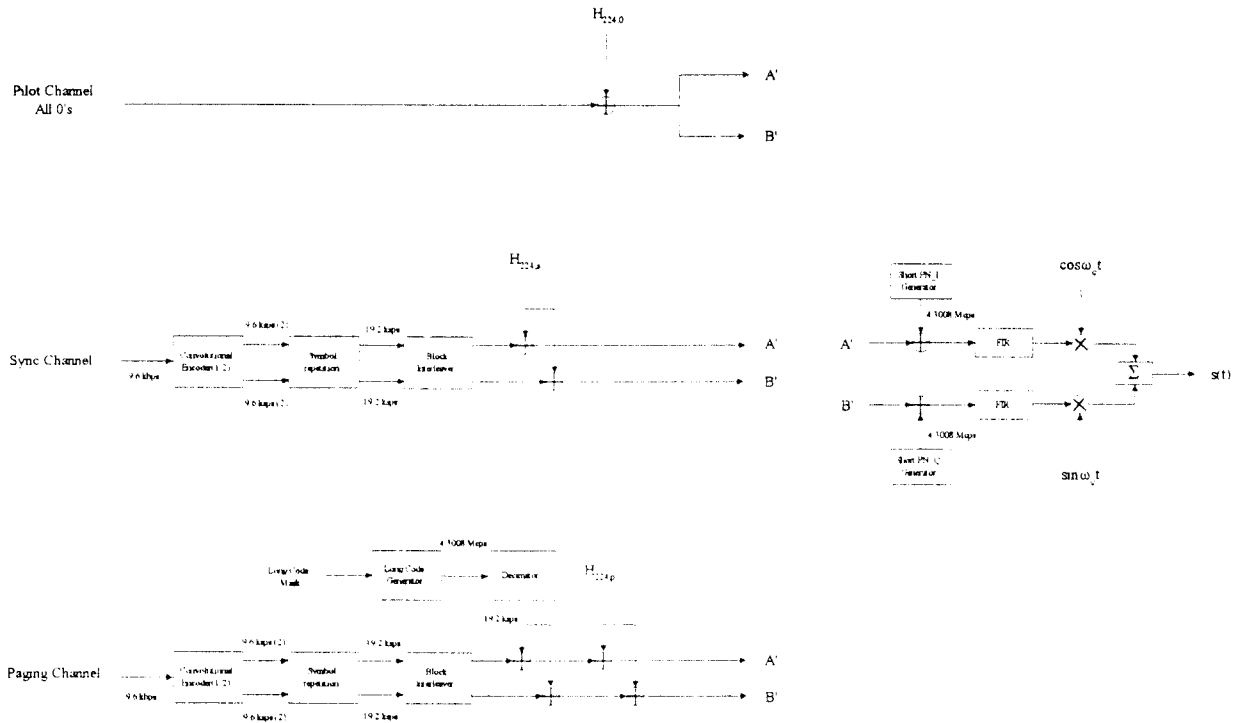 H224,0
Pilot Channel
All 0's
A'
B'
H224,s
Short PN_I
Generator
cosωct
4.3008 Mcps
Sync Channel
9.6 kbps
Convolutional
Encoder(1/2)
9.6 ksps(2)
9.6 ksps(2)
Symbol
repetition
19.2 ksps
19.2 ksps
Block
Interleaver
A'
B'
A'
B'
FIR
FIR
Σ
s(t)
4.3008 Mcps
Short PN_Q
Generator
sinωct
4.3008 Mcps
Long Code
Mask
Long Code
Generator
Decimator
H224,p
19.2 ksps
Paging Channel
9.6 kbps
Convolutional
Encoder(1/2)
9.6 ksps(2)
9.6 ksps(2)
Symbol
repetition
19.2 ksps
19.2 ksps
Block
Interleaver
A'
B'